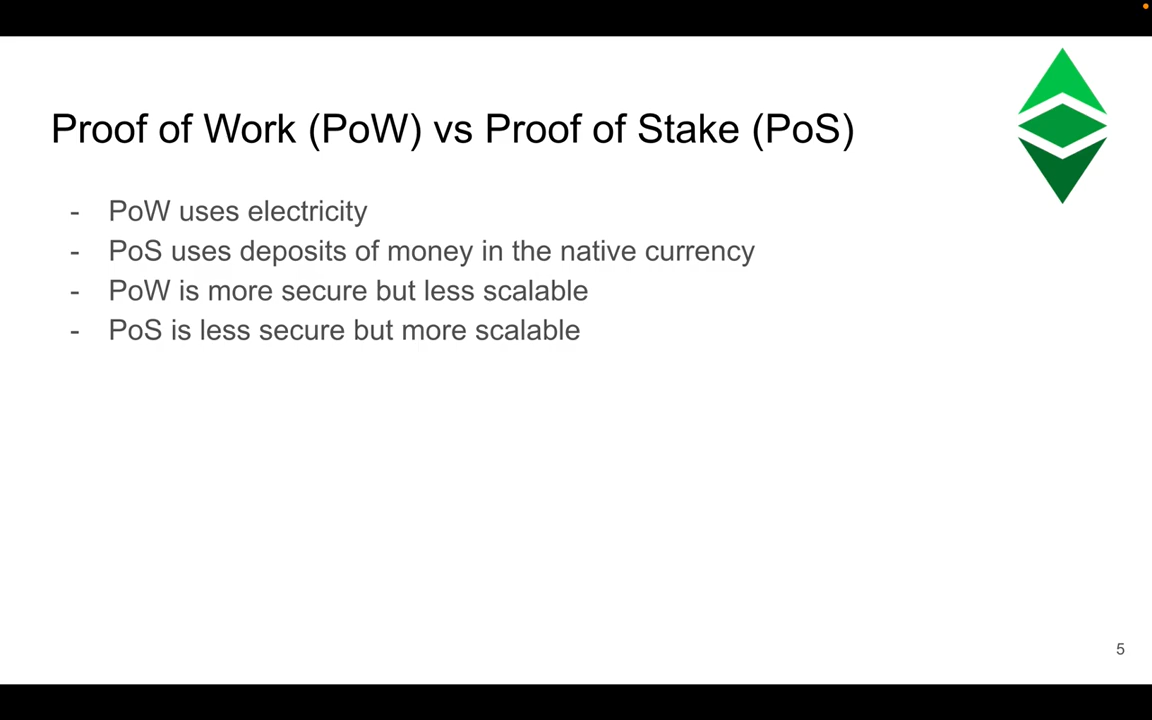 Proof of Work (PoW) vs Proof of Stake (PoS)
- PoW uses electricity
- PoS uses deposits of money in the native currency
- PoW is more secure but less scalable
- PoS is less secure but more scalable
5